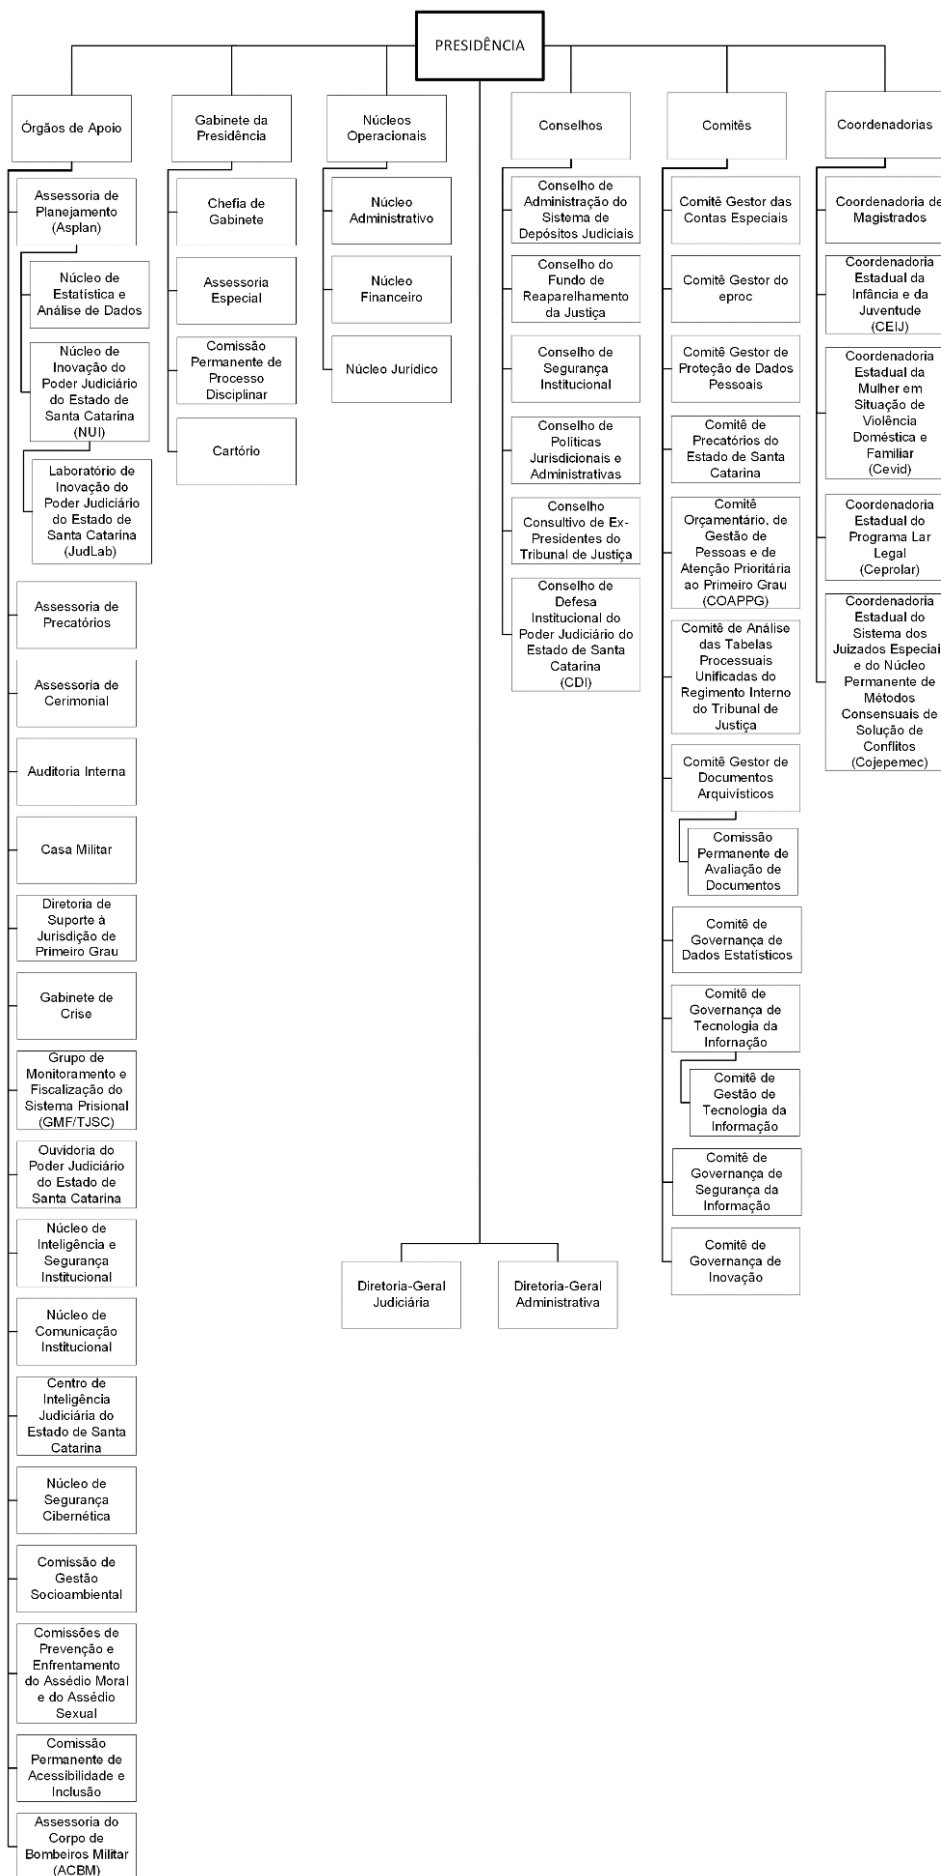 PRESIDÊNCIA
Órgãos de Apoio
Assessoria de
Planejamento
(Asplan)
Núcleo de
Estatística e
Análise de Dados
Núcleo de
Inovação do
Poder Judiciário
do Estado de
Santa Catarina
(NUI)
Laboratório de
Inovação do
Poder Judiciário
do Estado de
Santa Catarina
(JudLab)
Assessoria de
Precatórios
Assessoria de
Cerimonial
Auditoria Interna
Casa Militar
Diretoria de
Suporte à
Jurisdição de
Primeiro Grau
Gabinete de
Crise
Grupo de
Monitoramento e
Fiscalização do
Sistema Prisional
(GMF/TJSC)
Ouvidoria do
Poder Judiciário
do Estado de
Santa Catarina
Núcleo de
Inteligência e
Segurança
Institucional
Núcleo de
Comunicação
Institucional
Centro de
Inteligência
Judiciária do
Estado de Santa
Catarina
Núcleo de
Segurança
Cibernética
Comissão de
Gestão
Socioambiental
Comissões de
Prevenção e
Enfrentamento
do Assédio Moral
e do Assédio
Sexual
Comissão
Permanente de
Acessibilidade e
Inclusão
Assessoria do
Corpo de
Bombeiros Militar
(ACBM)
Gabinete da
Presidência
Chefia de
Gabinete
Assessoria
Especial
Comissão
Permanente de
Processo
Disciplinar
Cartório
Núcleos
Operacionais
Núcleo
Administrativo
Núcleo
Financeiro
Núcleo Jurídico
Diretoria-Geral
Judiciária
Diretoria-Geral
Administrativa
Conselhos
Conselho de
Administração do
Sistema de
Depósitos Judiciais
Conselho do
Fundo de
Reaparelhamento
da Justiça
Conselho de
Segurança
Institucional
Conselho de
Políticas
Jurisdicionais e
Administrativas
Conselho
Consultivo de Ex-
Presidentes do
Tribunal de Justiça
Conselho de
Defesa
Institucional do
Poder Judiciário do
Estado de Santa
Catarina
(CDI)
Comitês
Comitê Gestor das
Contas Especiais
Comitê Gestor do
eproc
Comitê Gestor de
Proteção de Dados
Pessoais
Comitê de
Precatórios do
Estado de Santa
Catarina
Comitê
Orçamentário, de
Gestão de
Pessoas e de
Atenção Prioritária
ao Primeiro Grau
(COAPPG)
Comitê de Análise
das Tabelas
Processuais
Unificadas do
Regimento Interno
do Tribunal de
Justiça
Comitê Gestor de
Documentos
Arquivísticos
Comissão
Permanente de
Avaliação de
Documentos
Comitê de
Governança de
Dados Estatísticos
Comitê de
Governança de
Tecnologia da
Infornação
Comitê de
Gestão de
Tecnologia da
Informação
Comitê de
Governança de
Segurança da
Informação
Comitê de
Governança de
Inovação
Coordenadorias
Coordenadoria de
Magistrados
Coordenadoria
Estadual da
Infância e da
Juventude
(CEIJ)
Coordenadoria
Estadual da
Mulher em
Situação de
Violência
Doméstica e
Familiar
(Cevid)
Coordenadoria
Estadual do
Programa Lar
Legal
(Ceprolar)
Coordenadoria
Estadual do
Sistema dos
Juizados Especiai
e do Núcleo
Permanente de
Métodos
Consensuais de
Solução de
Conflitos
(Cojepemec)